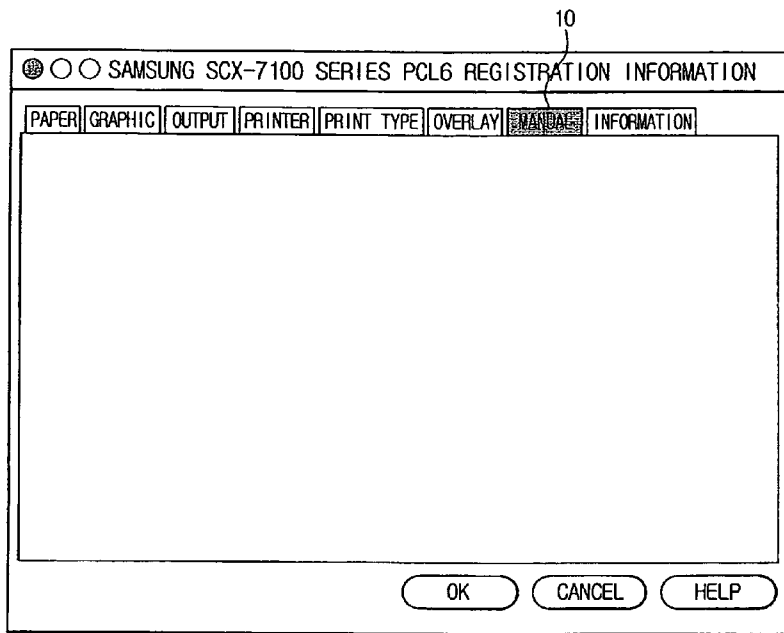 10
SAMSUNG SCX-7100 SERIES PCL6 REGISTRATION INFORMATION
PAPER GRAPHIC OUTPUT PRINTER PRINT TYPE OVERLAY MANUAL INFORMATION
OK CANCEL HELP